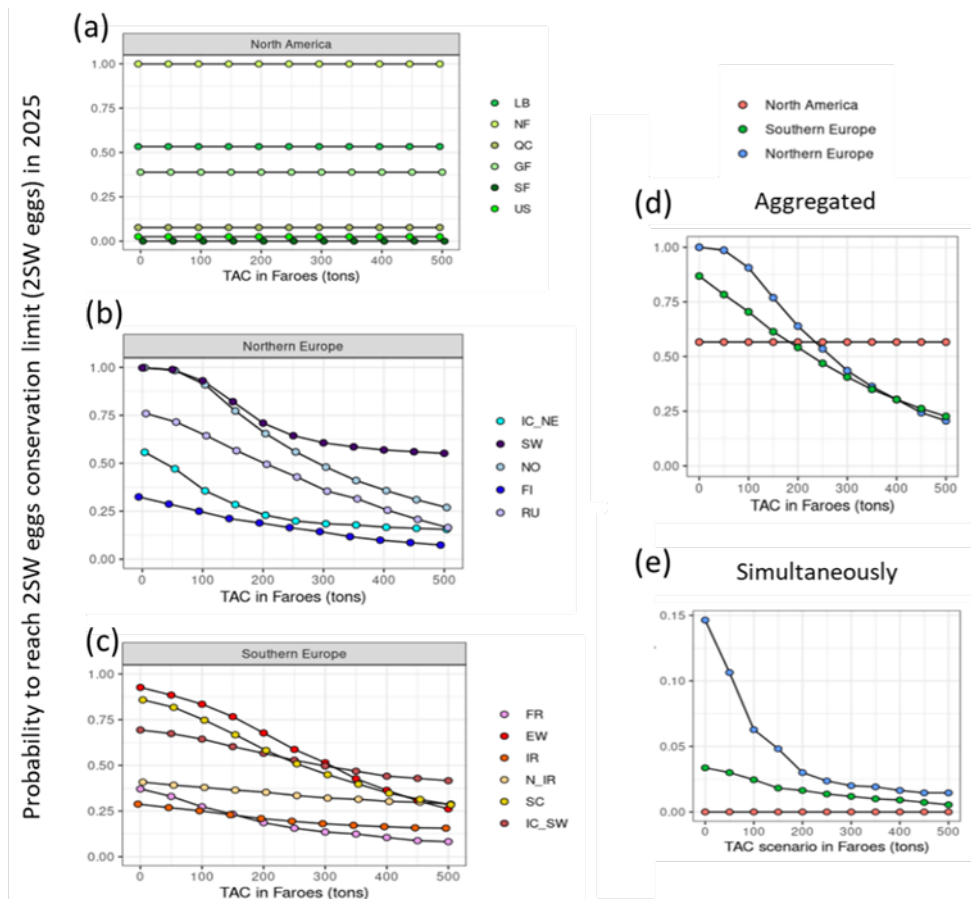 Probability to reach 2SW eggs conservation limit (2SW eggs) in 2025
(a)
North America
1.00
0.75
0.50
0.25
0.00
0 100 200 300 400 500
TAC in Faroes (tons)
LB
NF
QC
GF
SF
US
(b)
Northern Europe
1.00
0.75
0.50
0.25
0.00
0 100 200 300 400 500
TAC in Faroes (tons)
IC_NE
SW
NO
FI
RU
(c)
Southern Europe
1.00
0.75
0.50
0.25
0.00
0 100 200 300 400 500
TAC in Faroes (tons)
FR
EW
IR
N_IR
SC
IC_SW
North America
Southern Europe
Northern Europe
(d)
Aggregated
1.00
0.75
0.50
0.25
0.00
0 100 200 300 400 500
TAC in Faroes (tons)
(e)
Simultaneously
0.15
0.10
0.05
0.00
0 100 200 300 400 500
TAC scenario in Faroes (tons)